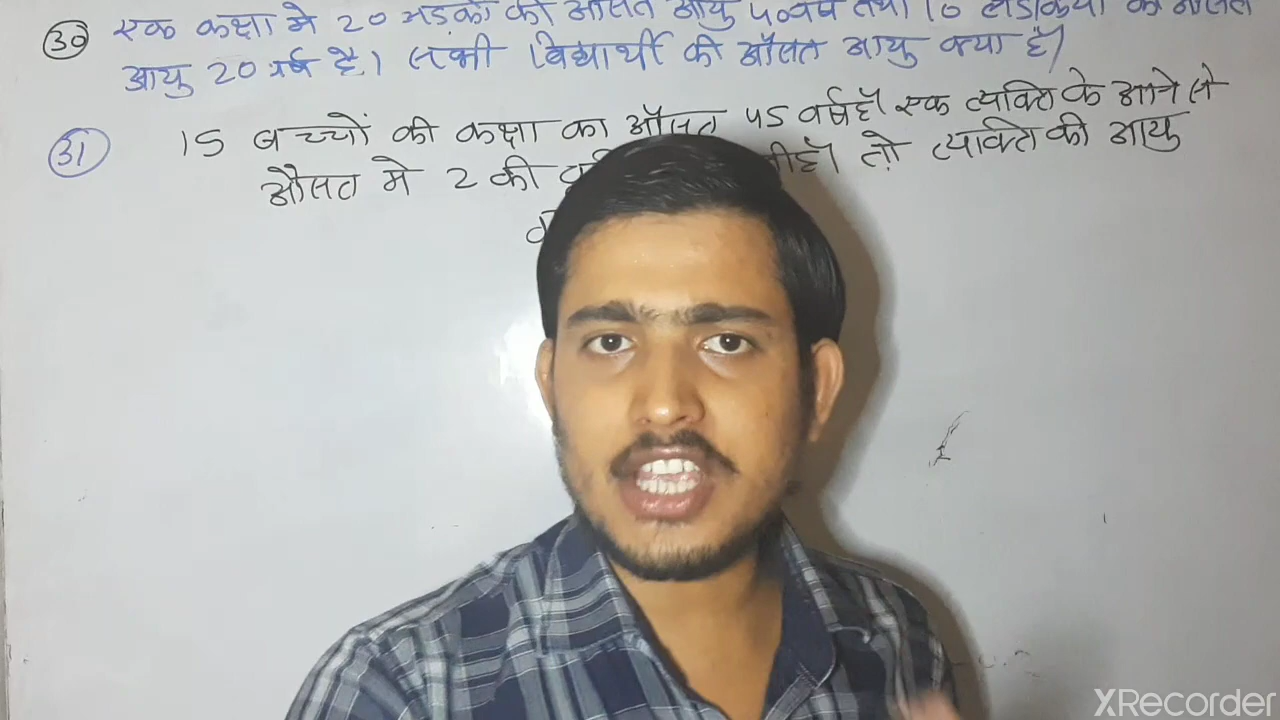 30 एक कक्षा मे 20 लड़को की औसत आयु 40 वर्ष तथा 10 लडकियो की औसत
आयु 20 वर्ष है। सभी विद्यार्थी की औसत आयु क्या है।
31 15 बच्चों की कक्षा का औसत 45 वर्ष है। एक व्यक्ति के आने से
औसत मे 2 की तो व्यक्ति की आयु
XRecorder